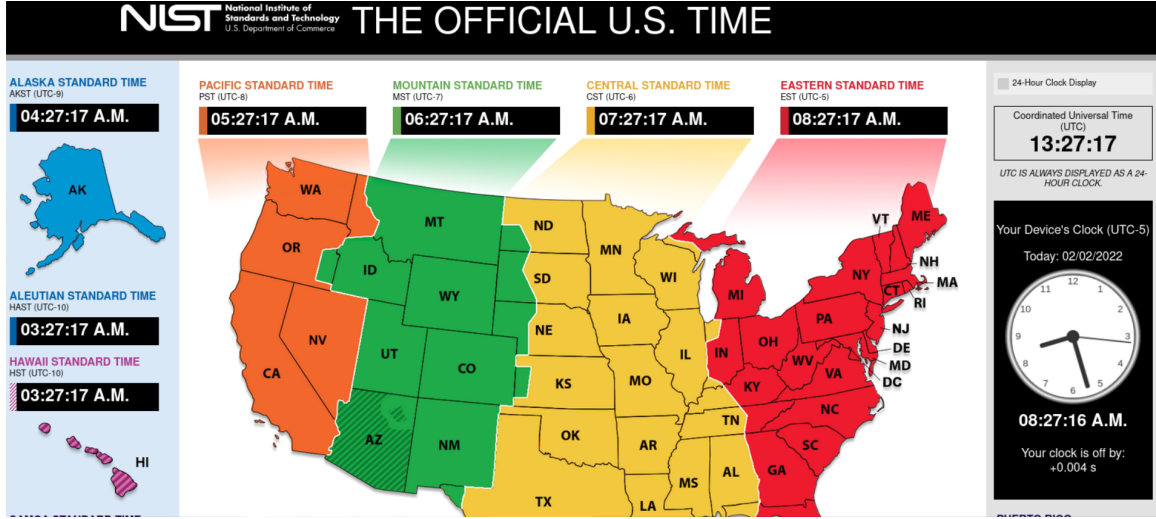 NIST
National Institute of
Standards and Technology
U.S. Department of Commerce
THE OFFICIAL U.S. TIME
ALASKA STANDARD TIME
AKST (UTC-9)
04:27:17 A.M.
AK
ALEUTIAN STANDARD TIME
HAST (UTC-10)
03:27:17 A.M.
HAWAII STANDARD TIME
HST (UTC-10)
03:27:17 A.M.
HI
PACIFIC STANDARD TIME
PST (UTC-8)
05:27:17 A.M.
MOUNTAIN STANDARD TIME
MST (UTC-7)
06:27:17 A.M.
CENTRAL STANDARD TIME
CST (UTC-6)
07:27:17 A.M.
EASTERN STANDARD TIME
EST (UTC-5)
08:27:17 A.M.
WA
OR
CA
NV
MT
ID
WY
UT
CO
AZ
NM
ND
SD
NE
KS
OK
TX
MN
IA
MO
AR
LA
WI
IL
MS
TN
AL
MI
IN
OH
KY
WV
VA
NC
SC
GA
PA
NY
VT
ME
NH
MA
CT
RI
NJ
DE
MD
DC
24-Hour Clock Display
Coordinated Universal Time
(UTC)
13:27:17
UTC IS ALWAYS DISPLAYED AS A 24-
HOUR CLOCK.
Your Device's Clock (UTC-5)
Today: 02/02/2022
12
1
2
3
4
5
6
7
8
9
10
11
08:27:16 A.M.
Your clock is off by:
+0.004 s